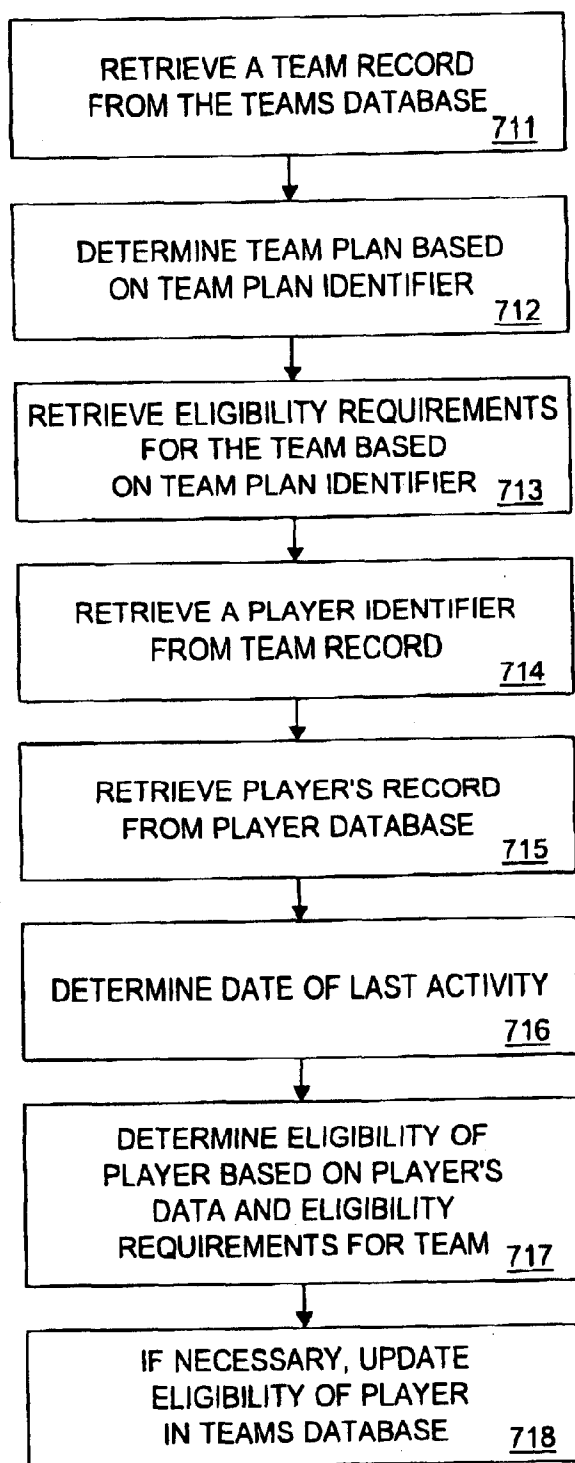 RETRIEVE A TEAM RECORD
FROM THE TEAMS DATABASE
711
DETERMINE TEAM PLAN BASED
ON TEAM PLAN IDENTIFIER
712
RETRIEVE ELIGIBILITY REQUIREMENTS
FOR THE TEAM BASED
ON TEAM PLAN IDENTIFIER 713
RETRIEVE A PLAYER IDENTIFIER
FROM TEAM RECORD
714
RETRIEVE PLAYER'S RECORD
FROM PLAYER DATABASE
715
DETERMINE DATE OF LAST ACTIVITY
716
DETERMINE ELIGIBILITY OF
PLAYER BASED ON PLAYER'S
DATA AND ELIGIBILITY
REQUIREMENTS FOR TEAM 717
IF NECESSARY, UPDATE
ELIGIBILITY OF PLAYER
IN TEAMS DATABASE 718